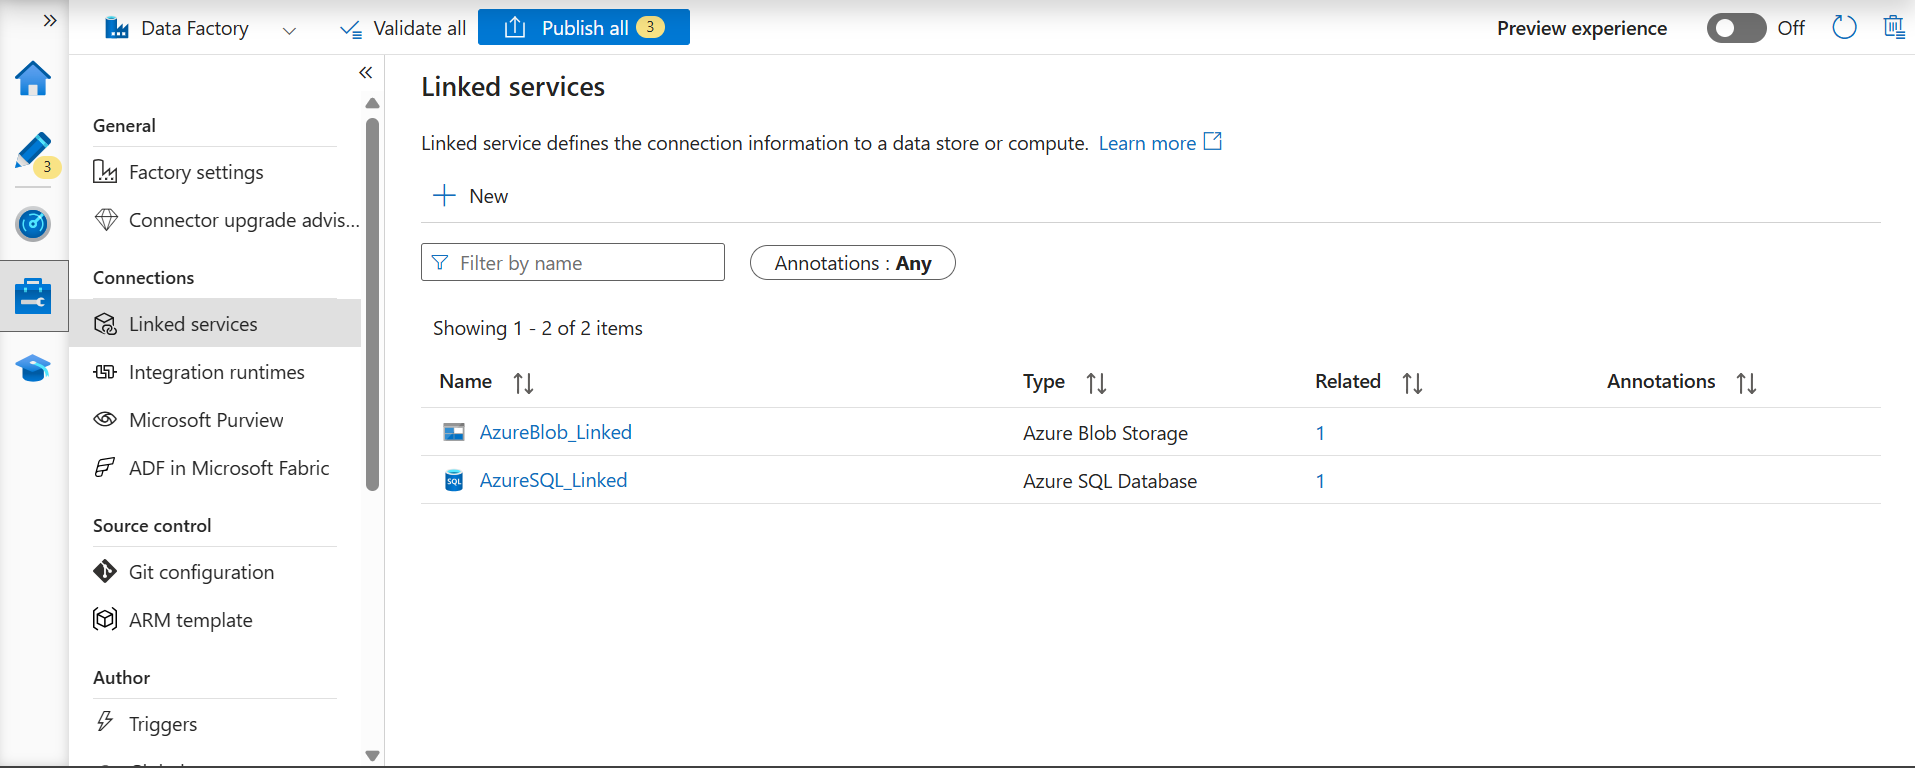 Data Factory
Validate all
Publish all 3
Preview experience
Off
3
General
Factory settings
Connector upgrade advis...
Connections
Linked services
Integration runtimes
Microsoft Purview
ADF in Microsoft Fabric
Source control
Git configuration
ARM template
Author
Triggers
Linked services
Linked service defines the connection information to a data store or compute. Learn more
New
Filter by name
Annotations : Any
Showing 1 - 2 of 2 items
Name Type Related Annotations
AzureBlob_Linked Azure Blob Storage 1
SQL AzureSQL_Linked Azure SQL Database 1